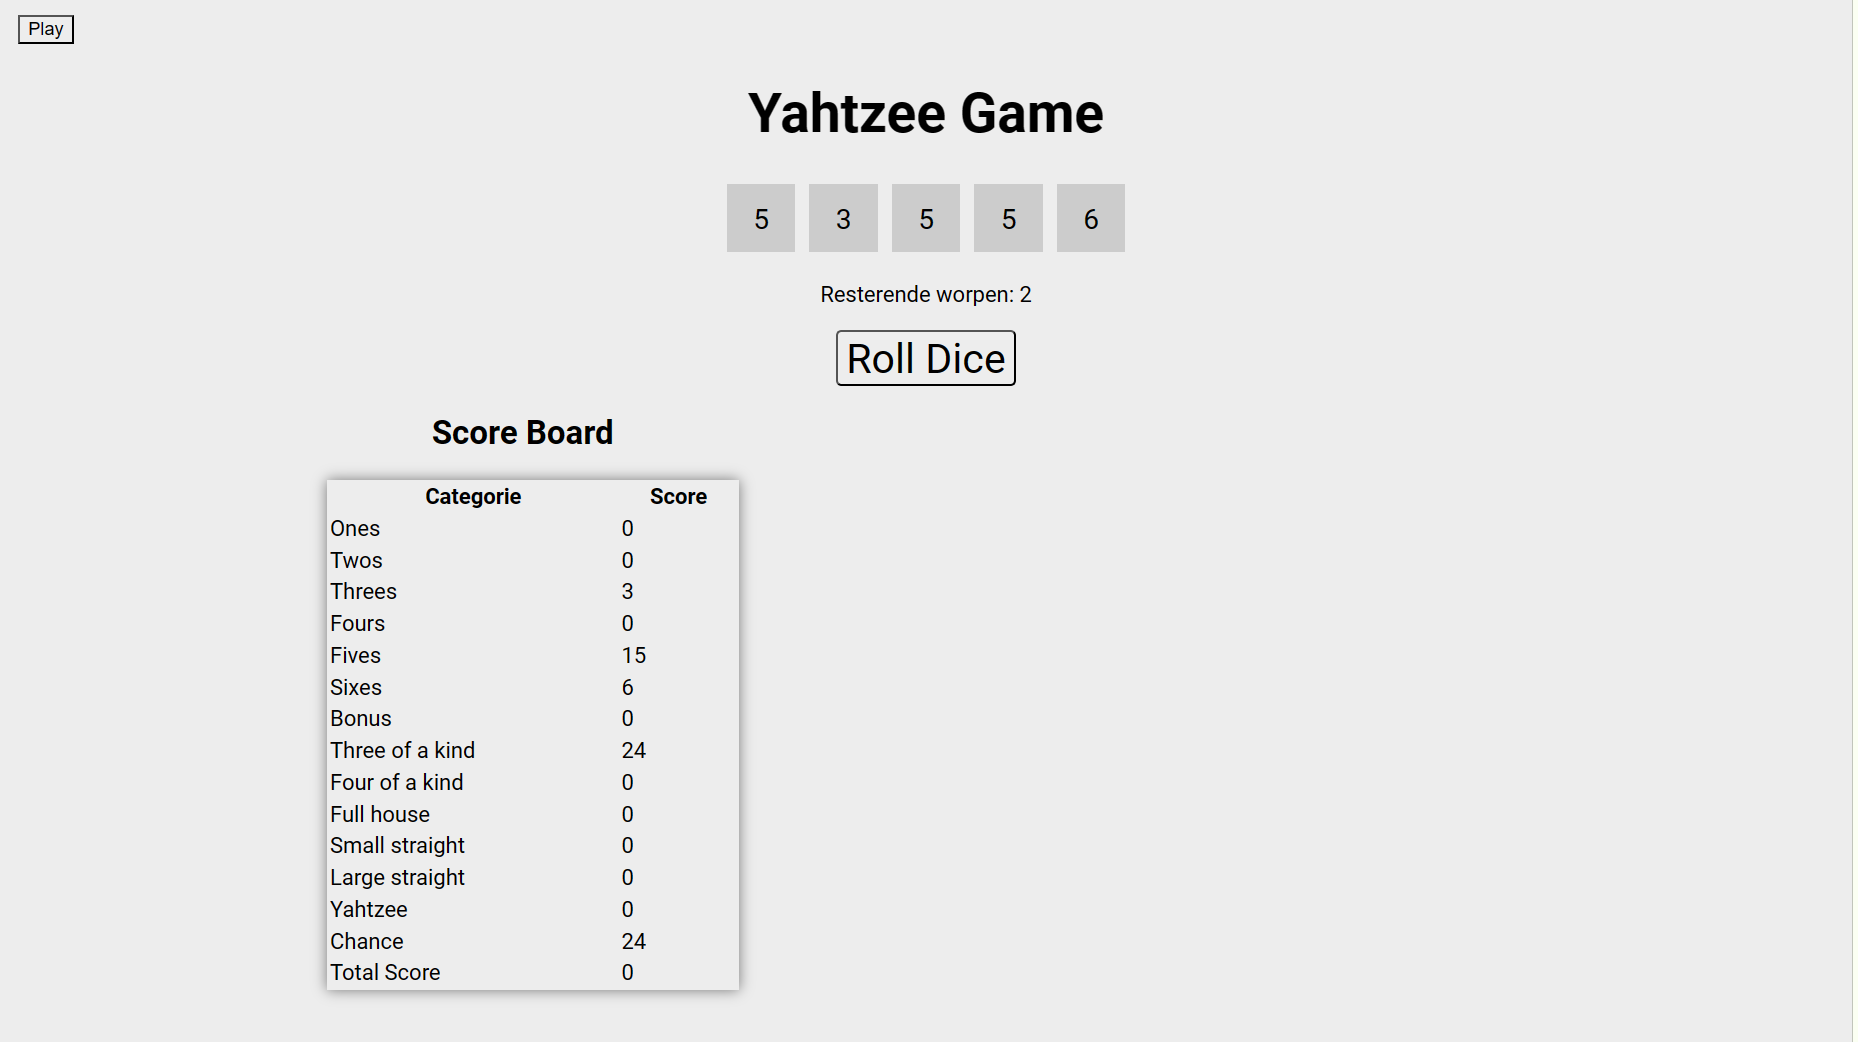 Play
Yahtzee Game
5 3 5 5 6
Resterende worpen: 2
Roll Dice
Score Board
Categorie Score
Ones 0
Twos 0
Threes 3
Fours 0
Fives 15
Sixes 6
Bonus 0
Three of a kind 24
Four of a kind 0
Full house 0
Small straight 0
Large straight 0
Yahtzee 0
Chance 24
Total Score 0